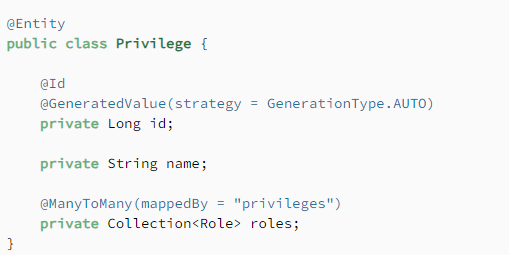 @Entity
public class Privilege {
@Id
@GeneratedValue(strategy = GenerationType.AUTO)
private Long id;
private String name;
@ManyToMany(mappedBy = "privileges")
private Collection<Role> roles;
}